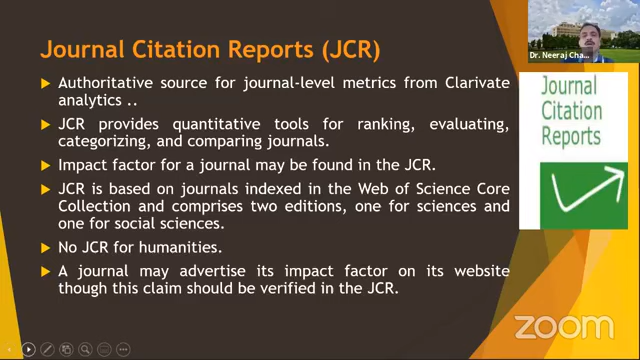 Journal Citation Reports (JCR)
Authoritative source for journal-level metrics from Clarivate
analytics ..
JCR provides quantitative tools for ranking, evaluating,
categorizing, and comparing journals.
Impact factor for a journal may be found in the JCR.
JCR is based on journals indexed in the Web of Science Core
Collection and comprises two editions, one for sciences and
one for social sciences.
No JCR for humanities.
A journal may advertise its impact factor on its website
though this claim should be verified in the JCR.
Dr. Neeraj Cha...
Journal
Citation
Reports
zoom